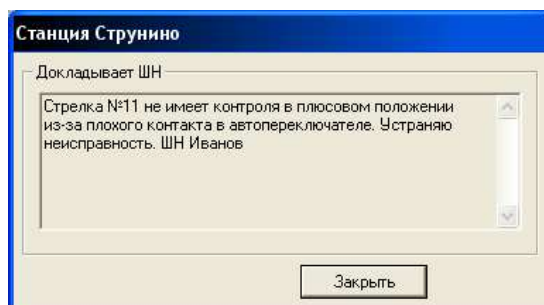 Станция Струнино
Докладывает ШН
Стрелка №11 не имеет контроля в плюсовом положении
из-за плохого контакта в автопереключателе. Устраняю
неисправность. ШН Иванов
Закрыть